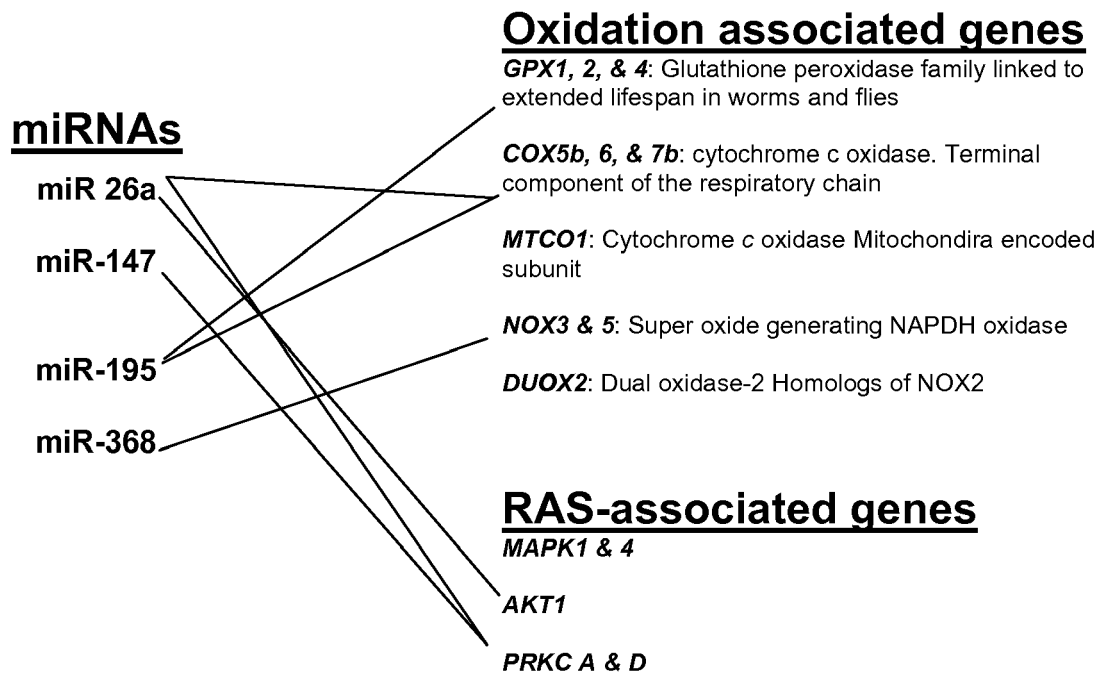 miRNAs
miR 26a
miR-147
miR-195
miR-368
Oxidation associated genes
GPX1, 2, & 4: Glutathione peroxidase family linked to
extended lifespan in worms and flies
COX5b, 6, & 7b: cytochrome c oxidase. Terminal
component of the respiratory chain
MTCO1: Cytochrome c oxidase Mitochondira encoded
subunit
NOX3 & 5: Super oxide generating NAPDH oxidase
DUOX2: Dual oxidase-2 Homologs of NOX2
RAS-associated genes
MAPK1 & 4
AKT1
PRKC A & D